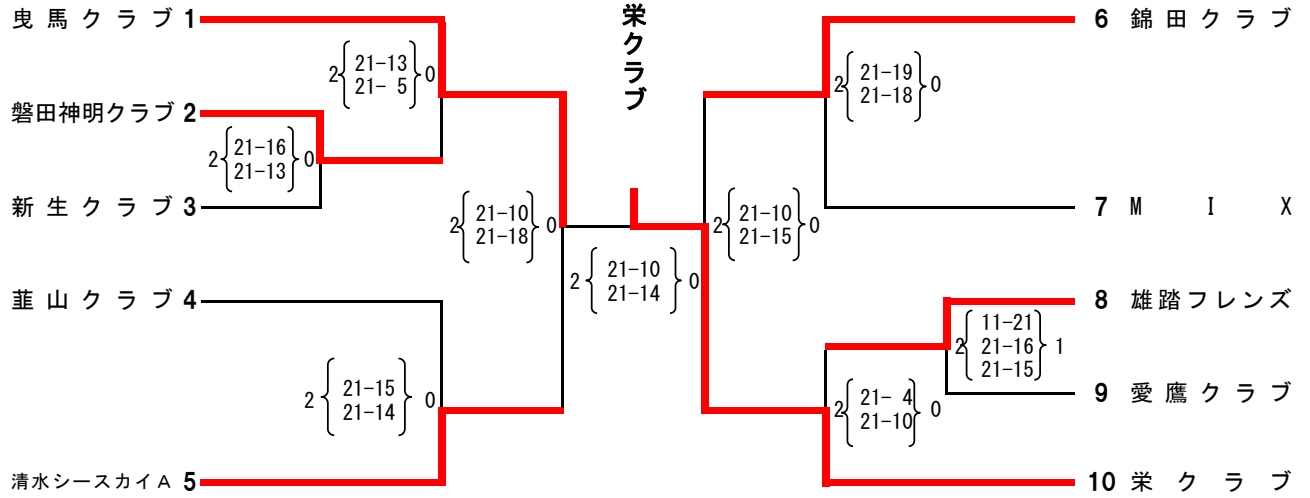 栄クラブ
曳馬クラブ 1
2 21-13 0
21- 5
磐田神明クラブ 2
2 21-16 0
21-13
新生クラブ 3
2 21-10 0
21-18
韮山クラブ 4
2 21-15 0
21-14
清水シースカイA 5
2 21-10 0
21-14
6 錦田クラブ
2 21-19 0
21-18
7 M I X
2 21-10 0
21-15
8 雄踏フレンズ
11-21
2 21-16 1
21-15
9 愛鷹クラブ
2 21- 4 0
21-10
10 栄クラブ